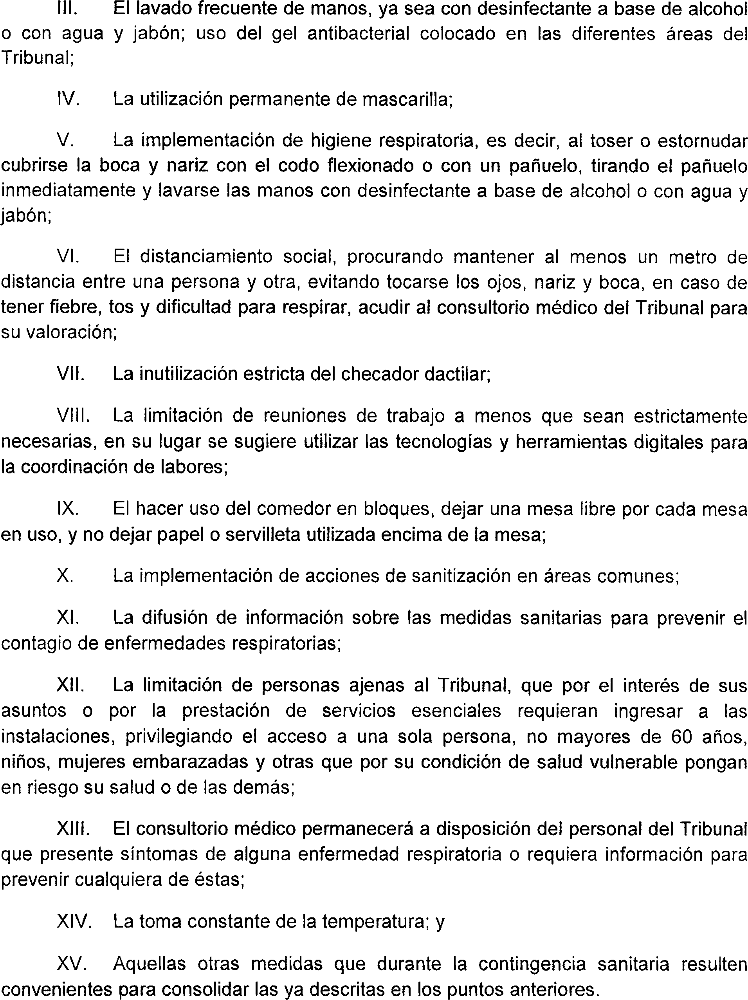 III. El lavado frecuente de manos, ya sea con desinfectante a base de alcohol
o con agua y jabón; uso del gel antibacterial colocado en las diferentes áreas del
Tribunal;
IV. La utilización permanente de mascarilla;
V. La implementación de higiene respiratoria, es decir, al toser o estornudar
cubrirse la boca y nariz con el codo flexionado o con un pañuelo, tirando el pañuelo
inmediatamente y lavarse las manos con desinfectante a base de alcohol o con agua y
jabón;
VI. El distanciamiento social, procurando mantener al menos un metro de
distancia entre una persona y otra, evitando tocarse los ojos, nariz y boca, en caso de
tener fiebre, tos y dificultad para respirar, acudir al consultorio médico del Tribunal para
su valoración;
VII. La inutilización estricta del checador dactilar;
VIII. La limitación de reuniones de trabajo a menos que sean estrictamente
necesarias, en su lugar se sugiere utilizar las tecnologías y herramientas digitales para
la coordinación de labores;
IX. El hacer uso del comedor en bloques, dejar una mesa libre por cada mesa
en uso, y no dejar papel o servilleta utilizada encima de la mesa;
X. La implementación de acciones de sanitización en áreas comunes;
XI. La difusión de información sobre las medidas sanitarias para prevenir el
contagio de enfermedades respiratorias;
XII. La limitación de personas ajenas al Tribunal, que por el interés de sus
asuntos o por la prestación de servicios esenciales requieran ingresar a las
instalaciones, privilegiando el acceso a una sola persona, no mayores de 60 años,
niños, mujeres embarazadas y otras que por su condición de salud vulnerable pongan
en riesgo su salud o de las demás;
XIII. El consultorio médico permanecerá a disposición del personal del Tribunal
que presente síntomas de alguna enfermedad respiratoria o requiera información para
prevenir cualquiera de éstas;
XIV. La toma constante de la temperatura; y
XV. Aquellas otras medidas que durante la contingencia sanitaria resulten
convenientes para consolidar las ya descritas en los puntos anteriores.